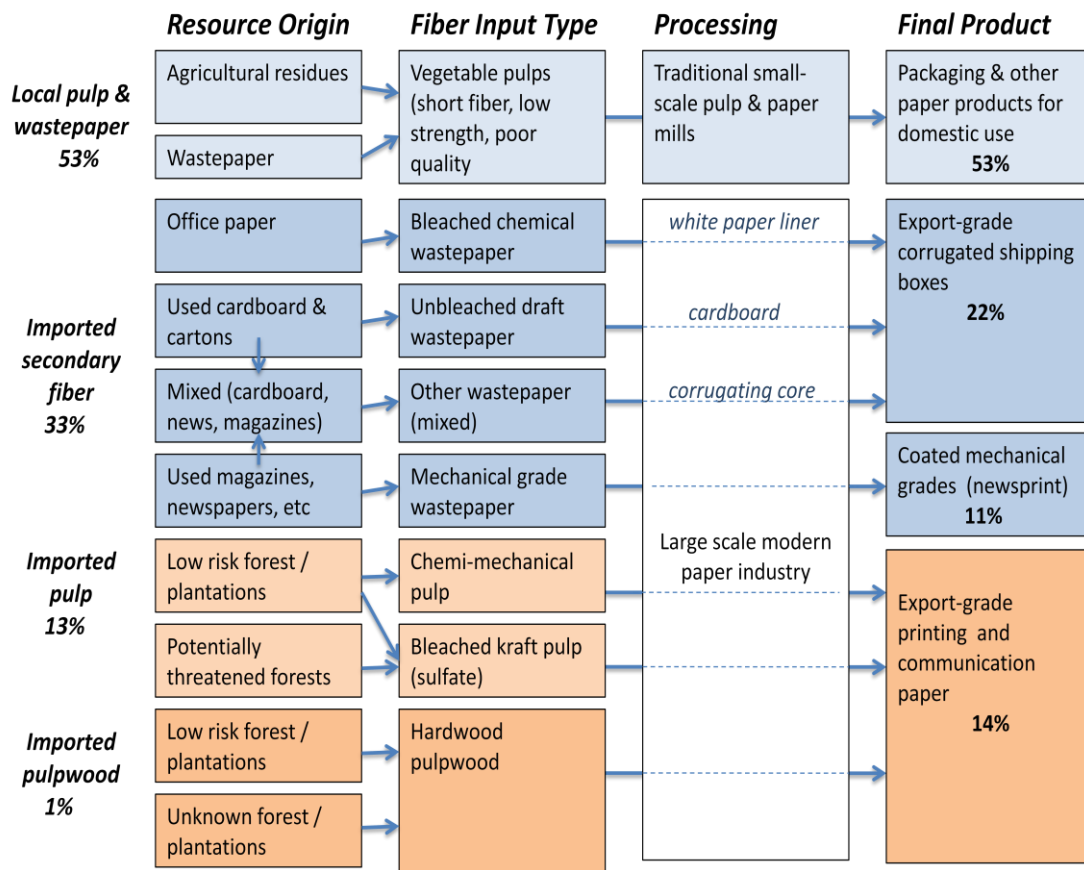 Resource Origin
Fiber Input Type
Processing
Final Product
Local pulp &
wastepaper
53%
Agricultural residues
Wastepaper
Vegetable pulps
(short fiber, low
strength, poor
quality
Traditional small-
scale pulp & paper
mills
Packaging & other
paper products for
domestic use
53%
Imported
secondary
fiber
33%
Office paper
Bleached chemical
wastepaper
white paper liner
Export-grade
corrugated shipping
boxes
22%
Used cardboard &
cartons
Unbleached draft
wastepaper
cardboard
Mixed (cardboard,
news, magazines)
Other wastepaper
(mixed)
corrugating core
Used magazines,
newspapers, etc
Mechanical grade
wastepaper
Coated mechanical
grades (newsprint)
11%
Large scale modern
paper industry
Imported
pulp
13%
Low risk forest /
plantations
Chemi-mechanical
pulp
Export-grade
printing and
communication
paper
14%
Potentially
threatened forests
Bleached kraft pulp
(sulfate)
Imported
pulpwood
1%
Low risk forest /
plantations
Hardwood
pulpwood
Unknown forest /
plantations